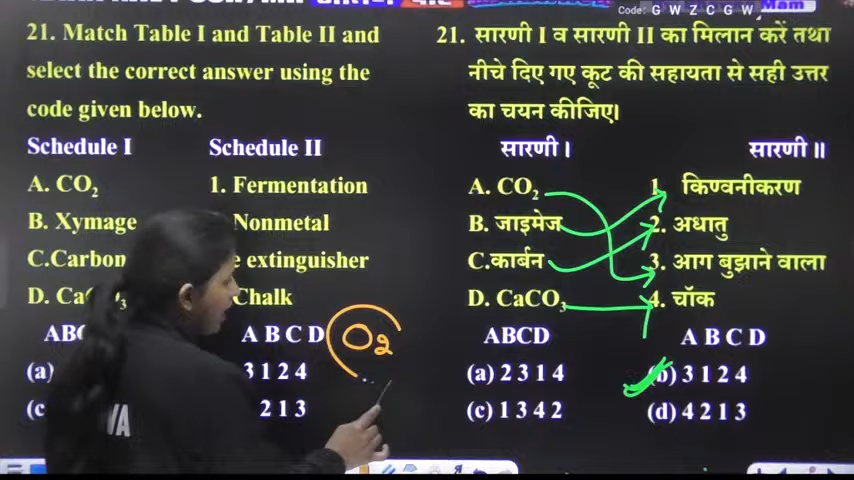 Code: G W Z C G W
Mam
21. Match Table I and Table II and
select the correct answer using the
code given below.
Schedule I Schedule II
A. CO₂ 1. Fermentation
B. Xymage Nonmetal
C.Carbon extinguisher
D. Ca Chalk
A B C D
(a) 3 1 2 4
(c 2 1 3
O₂
VA
21. सारणी I व सारणी II का मिलान करें तथा
नीचे दिए गए कूट की सहायता से सही उत्तर
का चयन कीजिए।
सारणी। सारणी॥
A. CO₂ 1. किण्वनीकरण
B. जाइमेज 2. अधातु
C.कार्बन 3. आग बुझाने वाला
D. CaCO₃ 4. चॉक
ABCD A B C D
(a) 2 3 1 4 (b) 3 1 2 4
(c) 1 3 4 2 (d) 4 2 1 3